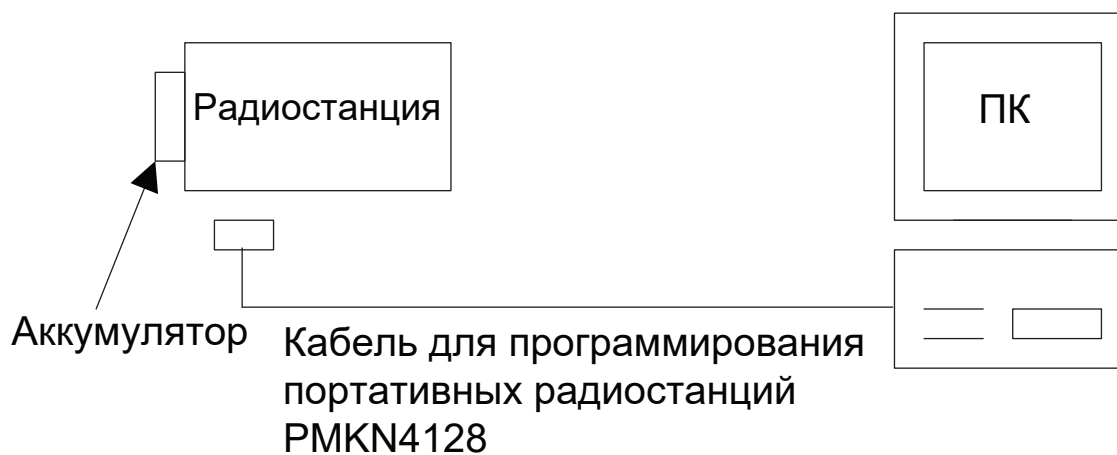 Радиостанция
ПК
Аккумулятор
Кабель для программирования
портативных радиостанций
PMKN4128